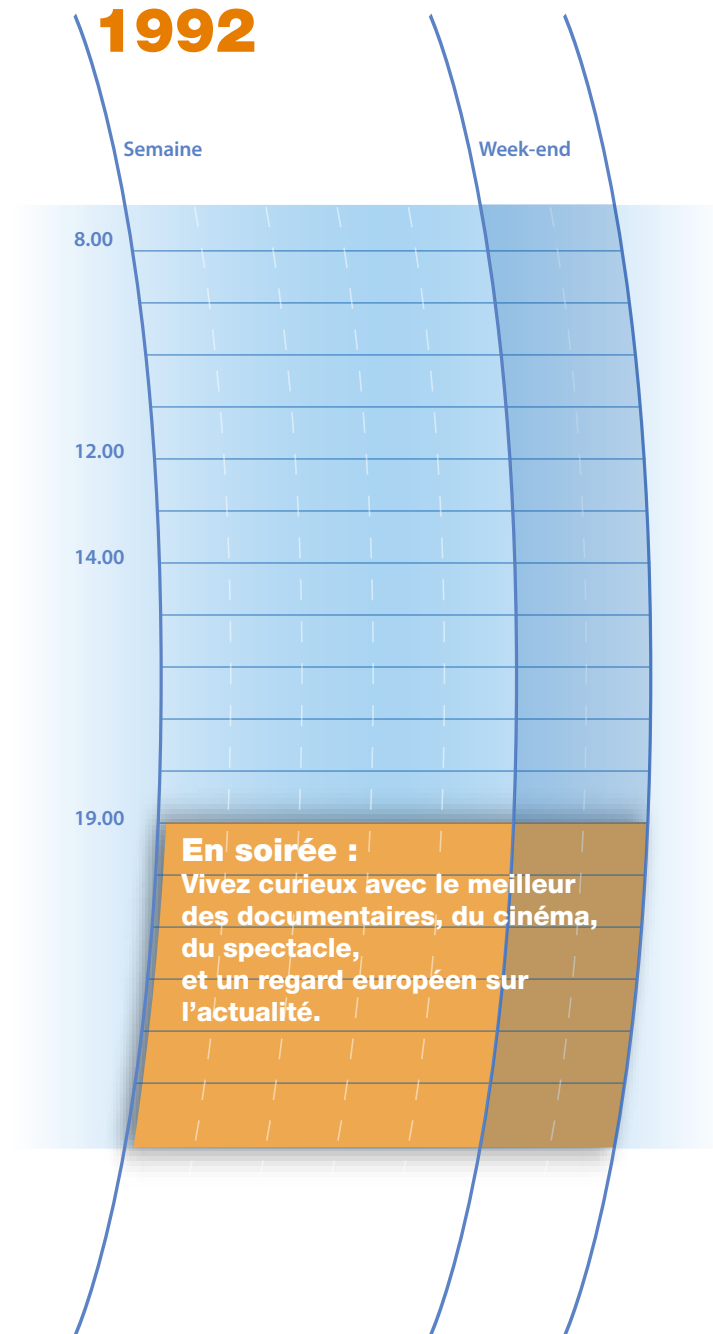 1992
Semaine
Week-end
8.00
12.00
14.00
19.00
En soirée :
Vivez curieux avec le meilleur
des documentaires, du cinéma,
du spectacle,
et un regard européen sur
l’actualité.